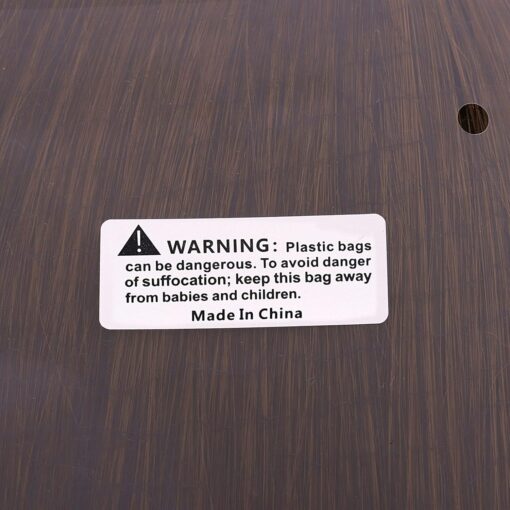 WARNING: Plastic bags
can be dangerous. To avoid danger
of suffocation; keep this bag away
from babies and children.
Made In China